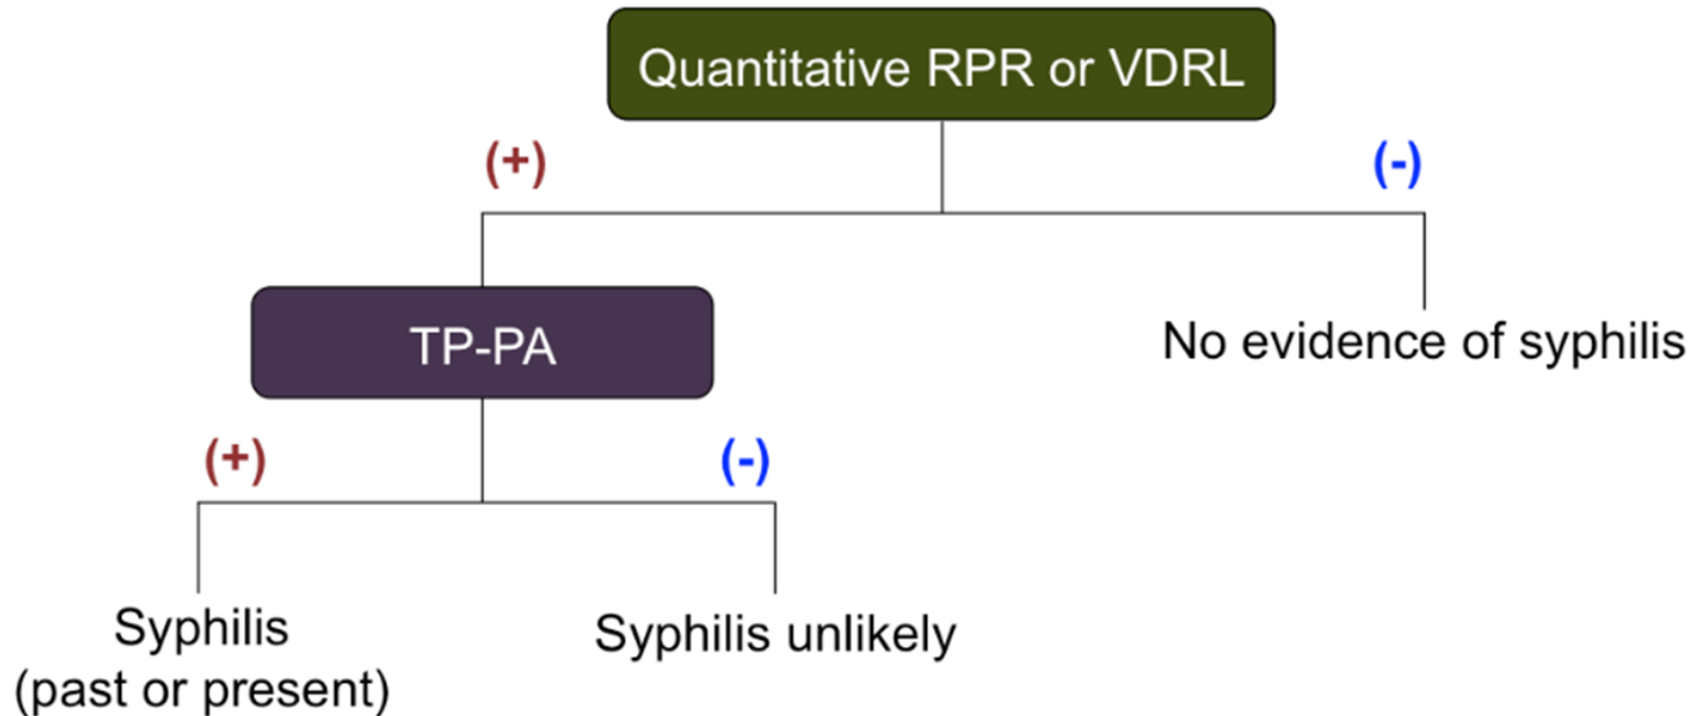 Quantitative RPR or VDRL
(+)
(-)
TP-PA
No evidence of syphilis
(+)
(-)
Syphilis
(past or present)
Syphilis unlikely